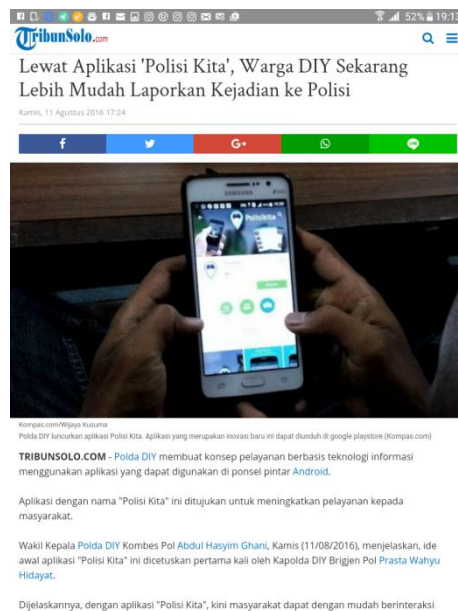 52% 19:13
TribunSolo.com
Lewat Aplikasi 'Polisi Kita', Warga DIY Sekarang
Lebih Mudah Laporkan Kejadian ke Polisi
Kamis, 11 Agustus 2016 17:24
f G+
SAMSUNG
Polisikita
Kompas.com/Wijaya Kusuma
Polda DIY luncurkan aplikasi Polisi Kita. Aplikasi yang merupakan inovasi baru ini dapat diunduh di google playstore.(Kompas.com)
TRIBUNSOLO.COM - Polda DIY membuat konsep pelayanan berbasis teknologi informasi
menggunakan aplikasi yang dapat digunakan di ponsel pintar Android.
Aplikasi dengan nama "Polisi Kita" ini ditujukan untuk meningkatkan pelayanan kepada
masyarakat.
Wakil Kepala Polda DIY Kombes Pol Abdul Hasyim Ghani, Kamis (11/08/2016), menjelaskan, ide
awal aplikasi "Polisi Kita" ini dicetuskan pertama kali oleh Kapolda DIY Brigjen Pol Prasta Wahyu
Hidayat.
Dijelaskannya, dengan aplikasi "Polisi Kita", kini masyarakat dapat dengan mudah berinteraksi